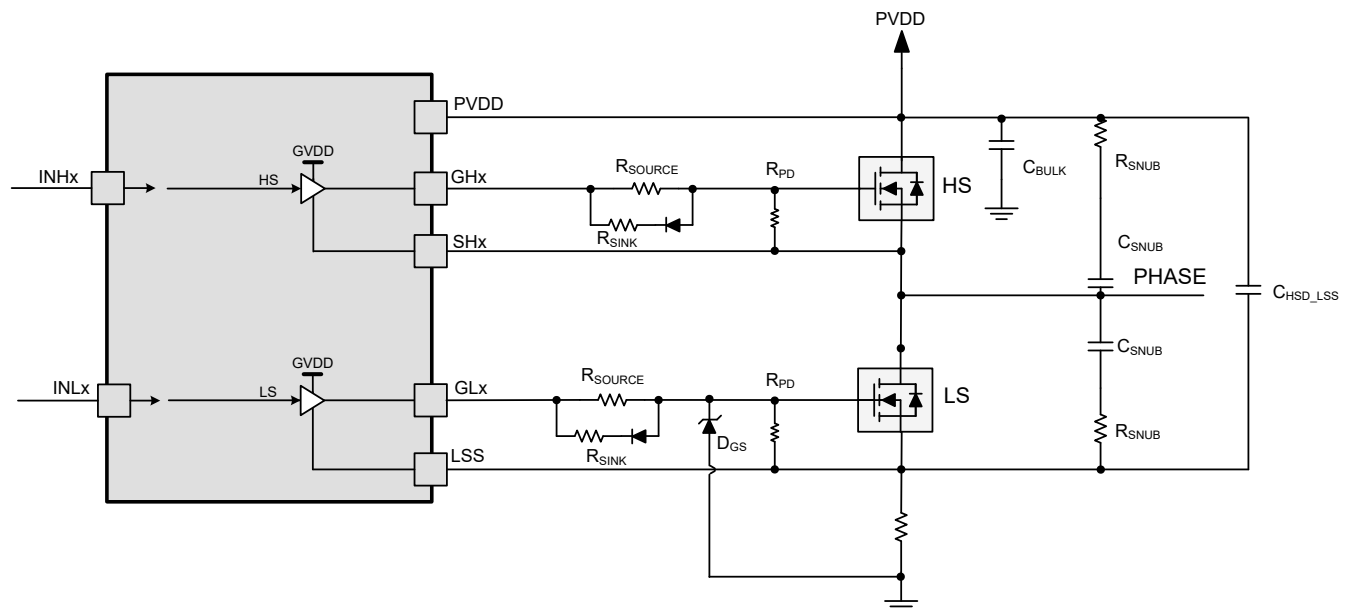 PVDD
PVDD
GVDD
INHx
HS
GHx
RSOURCE
RPD
HS
CBULK
RSNUB
RSINK
SHx
CSNUB
PHASE
CHSD_LSS
GVDD
INLx
LS
GLx
RSOURCE
RPD
LS
CSNUB
RSINK
DGS
RSNUB
LSS